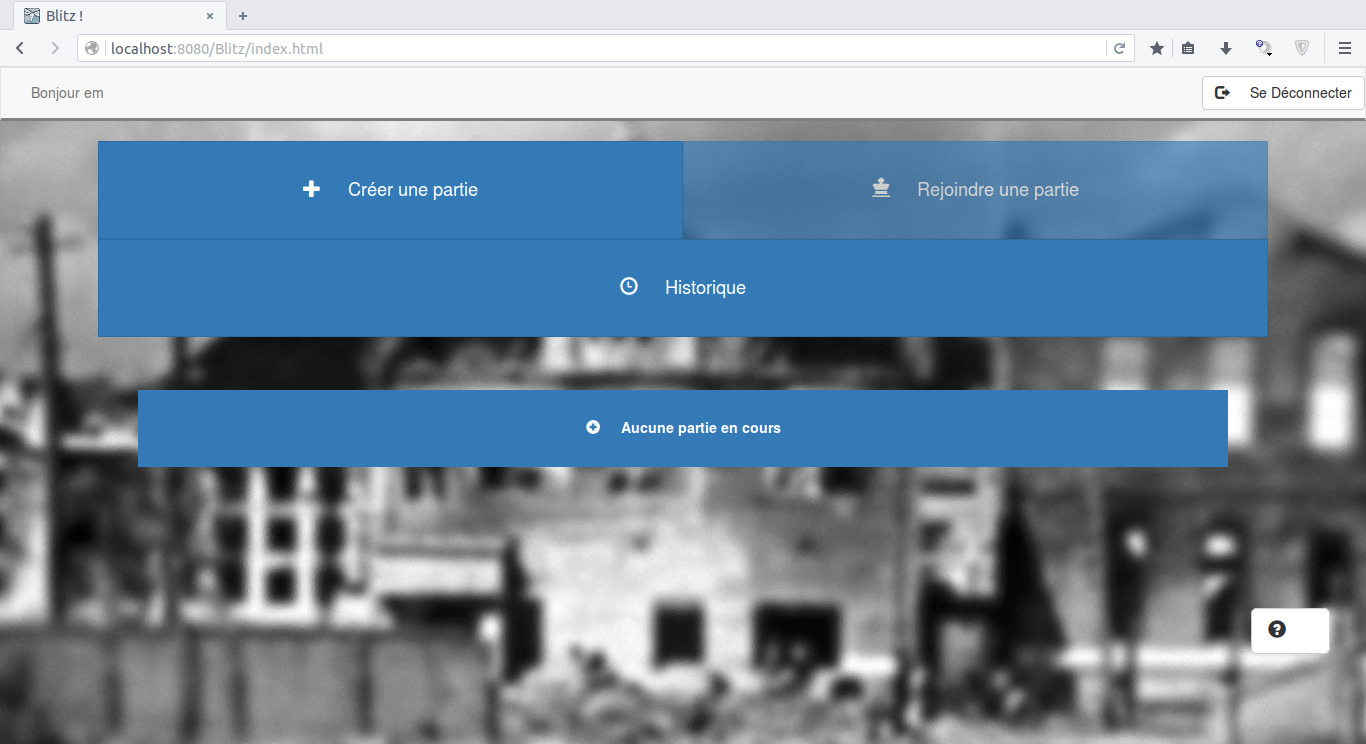 Blitz !
localhost:8080/Blitz/index.html
Bonjour em
Se Déconnecter
Créer une partie
Rejoindre une partie
Historique
Aucune partie en cours